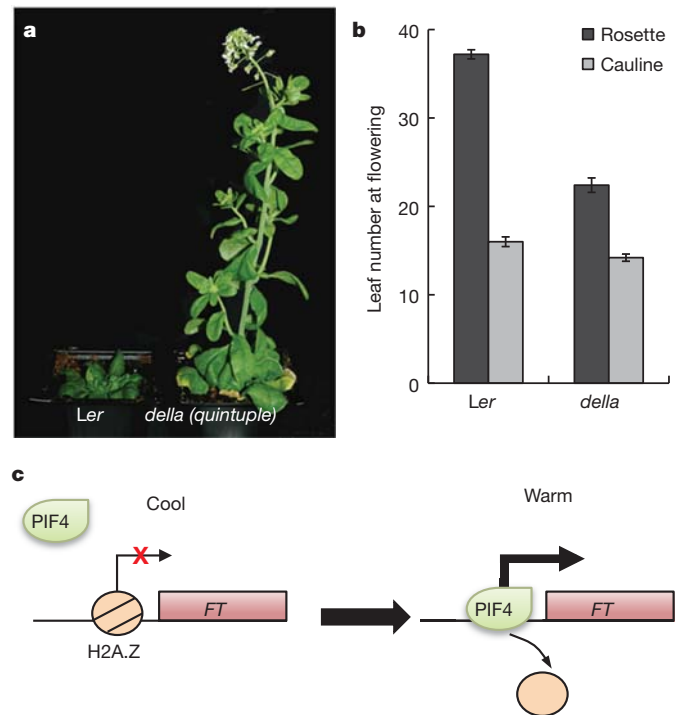 a
Ler
della (quintuple)
b
Leaf number at flowering
40
30
20
10
0
Rosette
Cauline
Ler
della
c
Cool
PIF4
X
FT
H2A.Z
Warm
PIF4
FT